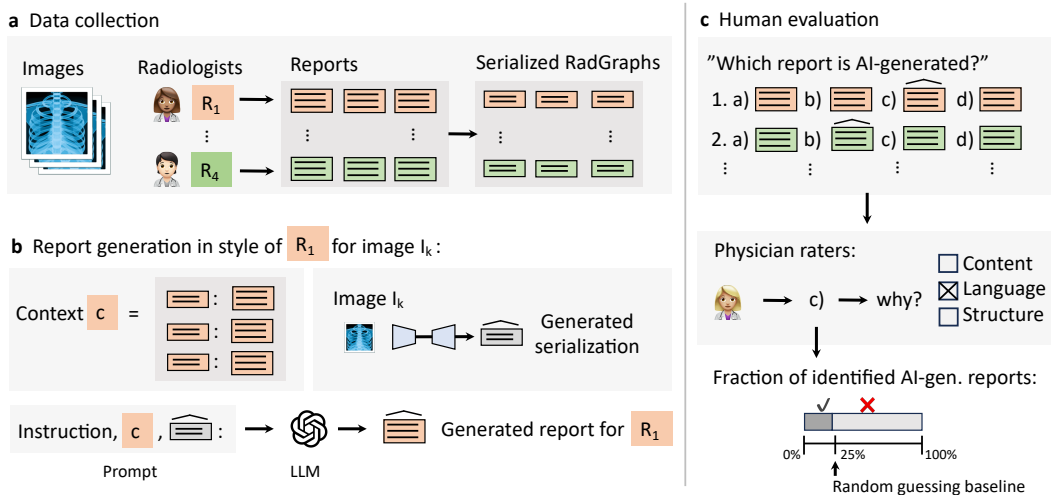 a Data collection
Images
Radiologists
Reports
Serialized RadGraphs
R1
⋮
⋮
⋮
R4
b Report generation in style of R1 for image Ik:
Context c =
:
:
:
Image Ik
Generated
serialization
Instruction, c , :
Generated report for R1
Prompt
LLM
c Human evaluation
”Which report is AI-generated?”
1. a) b) c) d)
2. a) b) c) d)
⋮ ⋮ ⋮ ⋮
Physician raters:
c)
why?
Content
Language
Structure
Fraction of identified AI-gen. reports:
0% 25% 100%
Random guessing baseline